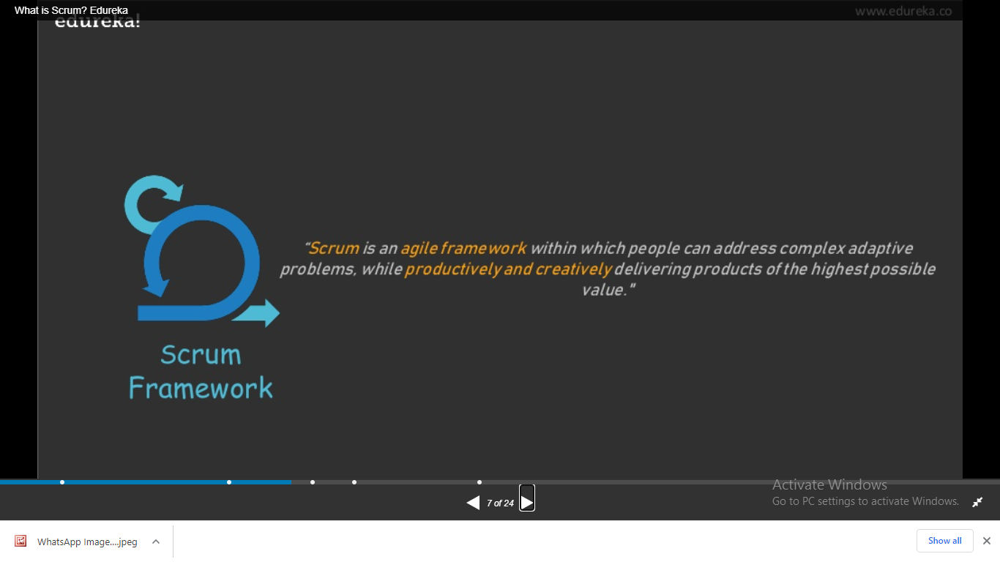 What is Scrum? Edureka
www.edureka.co
edureka!
“Scrum is an agile framework within which people can address complex adaptive
problems, while productively and creatively delivering products of the highest possible
value."
Scrum
Framework
Activate Windows
7 of 24
Go to PC settings to activate Windows.
WhatsApp Image....jpeg
Show all